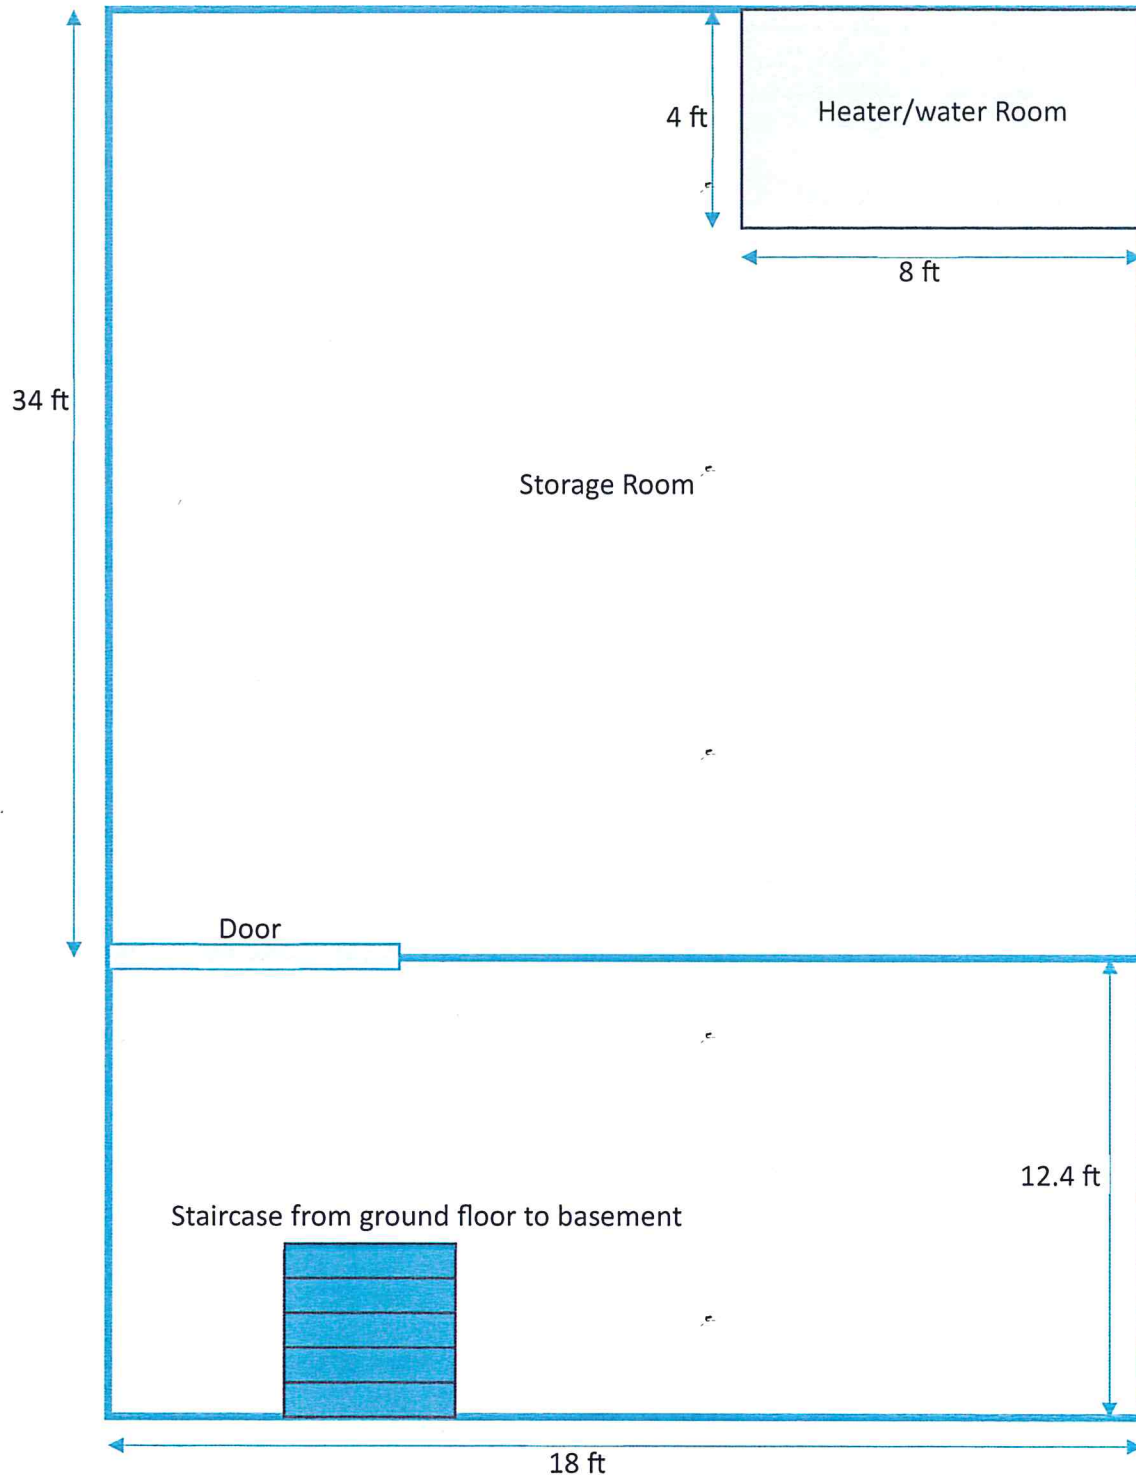 Heater/water Room
4 ft
8 ft
34 ft
Storage Room
Door
12.4 ft
Staircase from ground floor to basement
18 ft